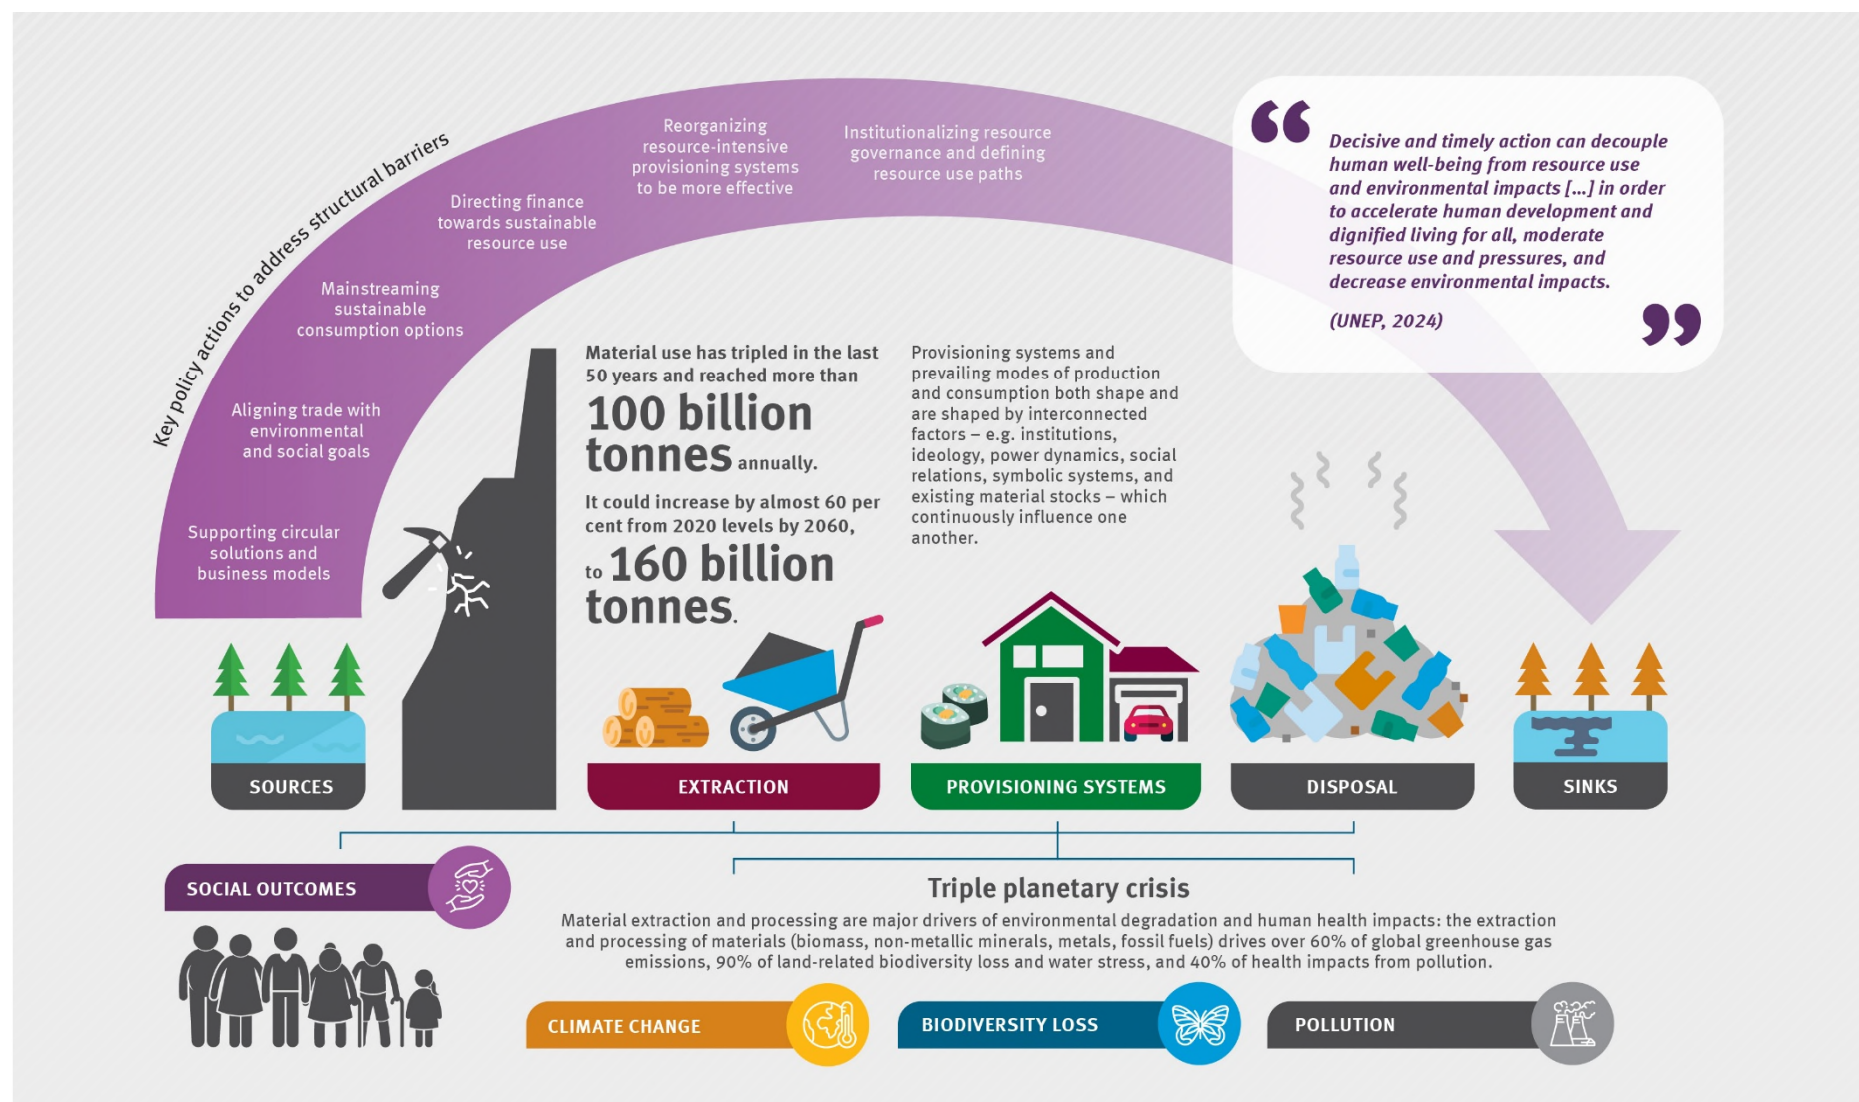 Key policy actions to address structural barriers
Supporting circular
solutions and
business models
Aligning trade with
environmental
and social goals
Mainstreaming
sustainable
consumption options
Directing finance
towards sustainable
resource use
Reorganizing
resource-intensive
provisioning systems
to be more effective
Institutionalizing resource
governance and defining
resource use paths
“
Decisive and timely action can decouple
human well-being from resource use
and environmental impacts [...] in order
to accelerate human development and
dignified living for all, moderate
resource use and pressures, and
decrease environmental impacts.
(UNEP, 2024)
”
Material use has tripled in the last
50 years and reached more than
100 billion
tonnes annually.
It could increase by almost 60 per
cent from 2020 levels by 2060,
to 160 billion
tonnes.
Provisioning systems and
prevailing modes of production
and consumption both shape and
are shaped by interconnected
factors – e.g. institutions,
ideology, power dynamics, social
relations, symbolic systems, and
existing material stocks – which
continuously influence one
another.
SOURCES
EXTRACTION
PROVISIONING SYSTEMS
DISPOSAL
SINKS
SOCIAL OUTCOMES
Triple planetary crisis
Material extraction and processing are major drivers of environmental degradation and human health impacts: the extraction
and processing of materials (biomass, non-metallic minerals, metals, fossil fuels) drives over 60% of global greenhouse gas
emissions, 90% of land-related biodiversity loss and water stress, and 40% of health impacts from pollution.
CLIMATE CHANGE
BIODIVERSITY LOSS
POLLUTION